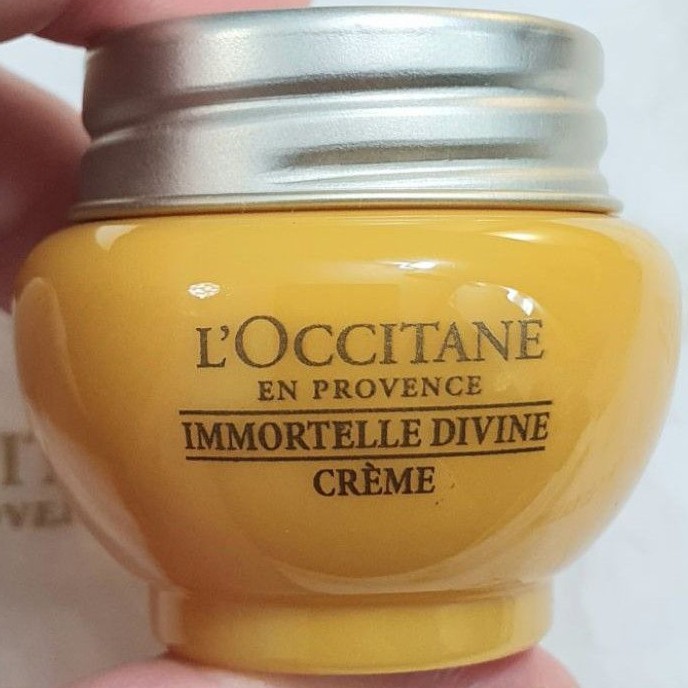 L'OCCITANE
EN PROVENCE
IMMORTELLE DIVINE
CRÈME